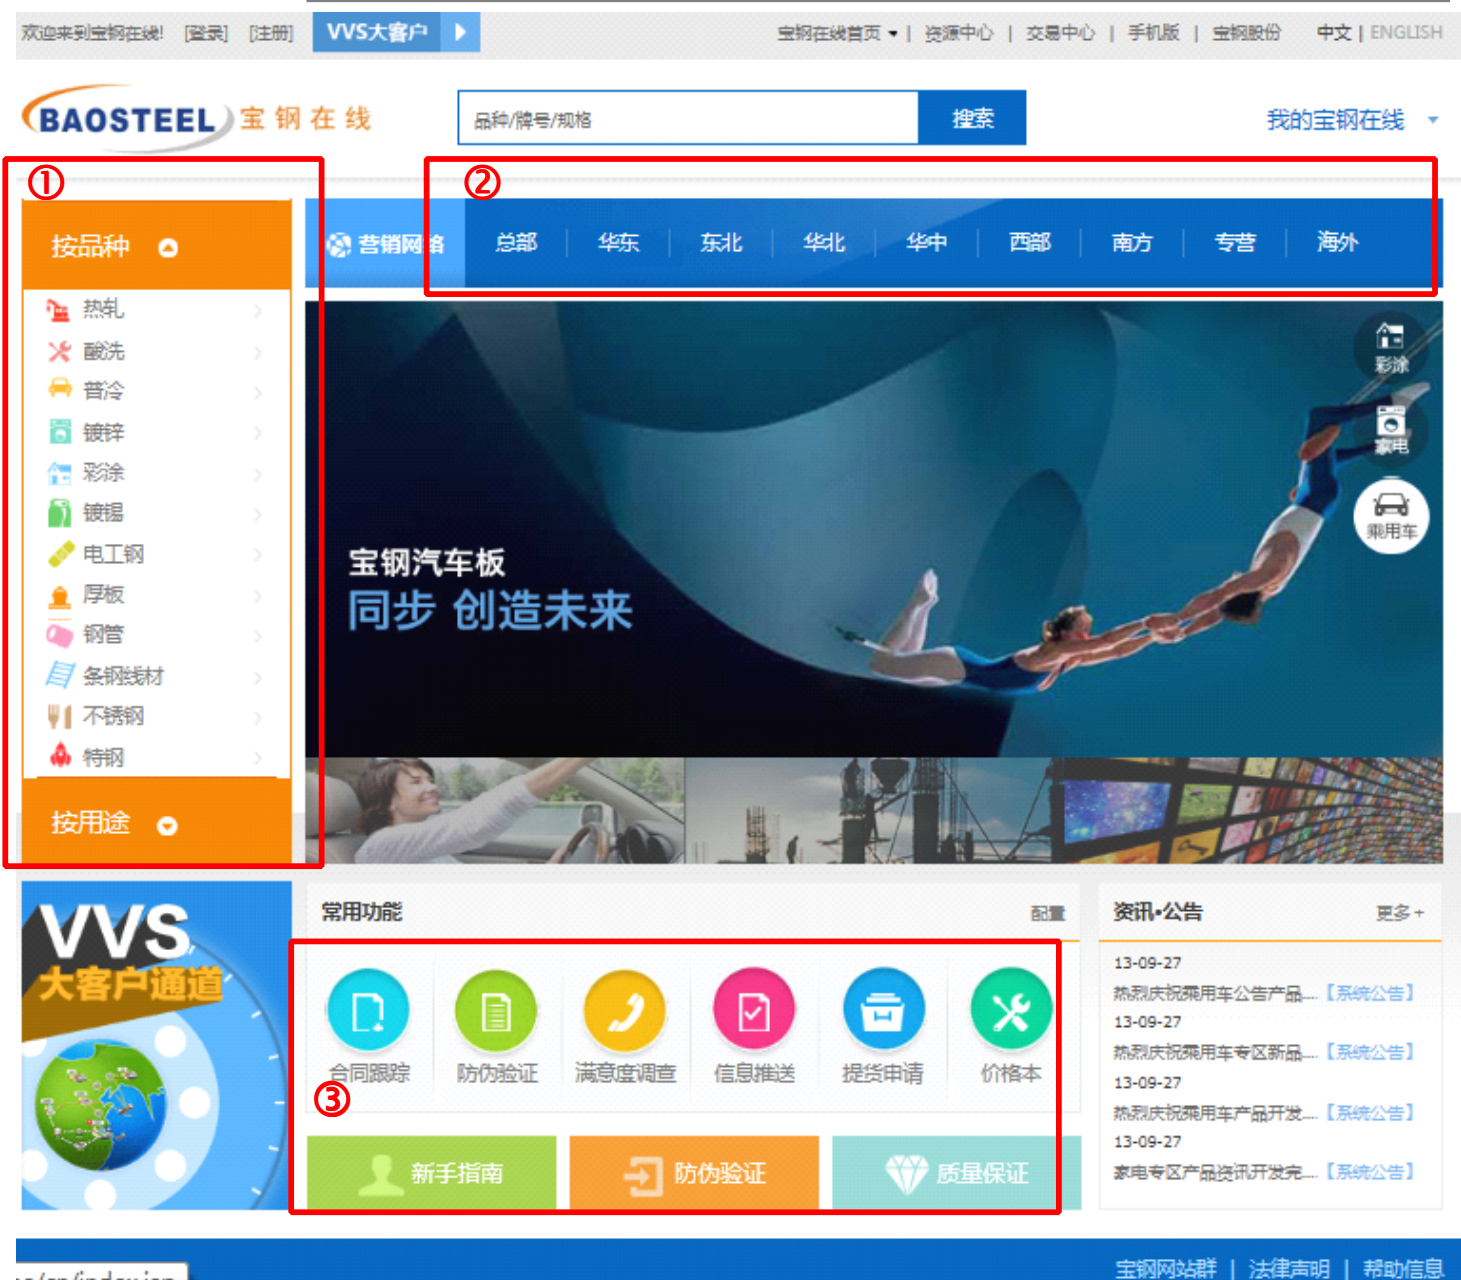 欢迎来到宝钢在线! [登录] [注册] VVS大客户
宝钢在线首页 | 资源中心 | 交易中心 | 手机版 | 宝钢股份 中文 | ENGLISH
BAOSTEEL 宝钢在线
品种/牌号/规格 搜索
我的宝钢在线
①
②
按品种
热轧
酸洗
普冷
镀锌
彩涂
镀锡
电工钢
厚板
钢管
条钢线材
不锈钢
特钢
按用途
营销网络 总部 华东 东北 华北 华中 西部 南方 专营 海外
彩涂
家电
乘用车
宝钢汽车板
同步 创造未来
VVS
大客户通道
常用功能 配置
合同跟踪 防伪验证 满意度调查 信息推送 提货申请 价格本
③
新手指南 防伪验证 质量保证
资讯•公告 更多+
13-09-27
热烈庆祝乘用车公告产品....【系统公告】
13-09-27
热烈庆祝乘用车专区新品....【系统公告】
13-09-27
热烈庆祝乘用车产品开发....【系统公告】
13-09-27
家电专区产品资讯开发完....【系统公告】
宝钢网站群 | 法律声明 | 帮助信息